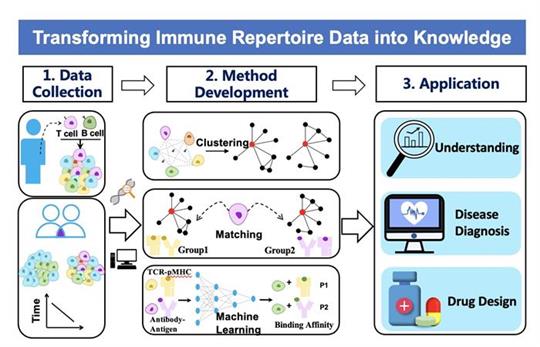 Transforming Immune Repertoire Data into Knowledge
1. Data
Collection
2. Method
Development
3. Application
T cell B cell
Time
Clustering
Matching
Group1
Group2
TCR-pMHC
Antibody-
Antigen
Machine
Learning
+ P1
+ P2
Binding Affinity
Understanding
Disease
Diagnosis
Drug Design